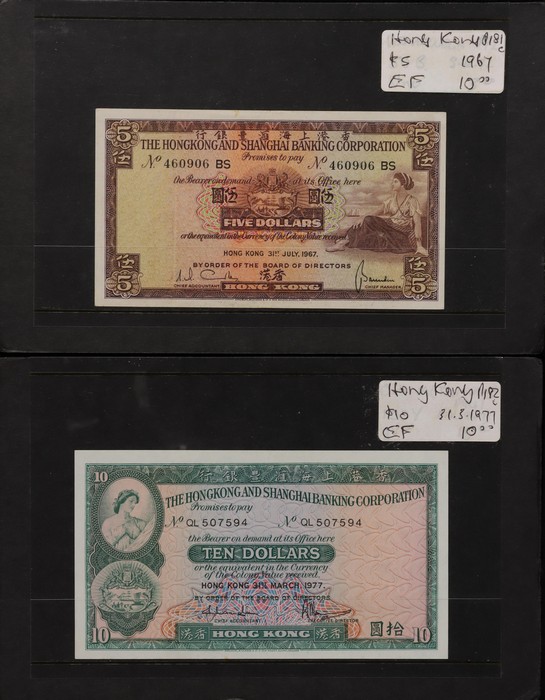 Hong Kong P181
c
$5 1967
EF 10.00
5 5
伍 行銀豐滙海上港香 伍
THE HONGKONG AND SHANGHAI BANKING CORPORATION
Promises to pay
No 460906 BS No 460906 BS
the Bearer on demand at its Office here
圓 伍
FIVE DOLLARS
or the equivalent in the Currency of the Colony Value received
HONG KONG 31ST JULY, 1967.
BY ORDER OF THE BOARD OF DIRECTORS
伍 港香 伍
5 CHIEF ACCOUNTANT HONG KONG CHIEF MANAGER 5
Hong Kong P182
c
$10 31.3.1977
EF 10.00
10 行銀豐滙海上港香
THE HONGKONG AND SHANGHAI BANKING CORPORATION
Promises to pay
No QL 507594 No QL 507594
the Bearer on demand at its Office here
TEN DOLLARS
or the equivalent in the Currency
of the Colony Value received.
HONG KONG 31ST MARCH, 1977.
BY ORDER OF THE BOARD OF DIRECTORS
CHIEF ACCOUNTANT EXECUTIVE DIRECTOR
10 港香 HONG KONG 港香 圓拾 10